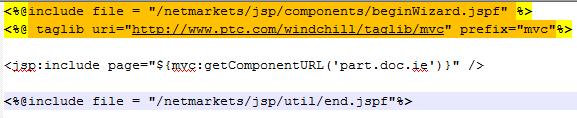 <%@include file = "/netmarkets/jsp/components/beginWizard.jspf" %>
<%@ taglib uri="http://www.ptc.com/windchill/taglib/mvc" prefix="mvc"%>
<jsp:include page="${mvc:getComponentURL('part.doc.ie')}" />
<%@include file = "/netmarkets/jsp/util/end.jspf"%>